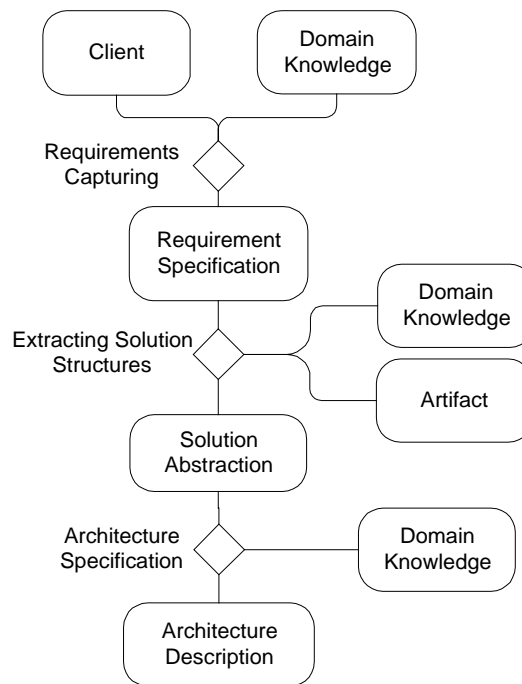 Client
Domain
Knowledge
Requirements
Capturing
Requirement
Specification
Domain
Knowledge
Extracting Solution
Structures
Artifact
Solution
Abstraction
Architecture
Specification
Domain
Knowledge
Architecture
Description